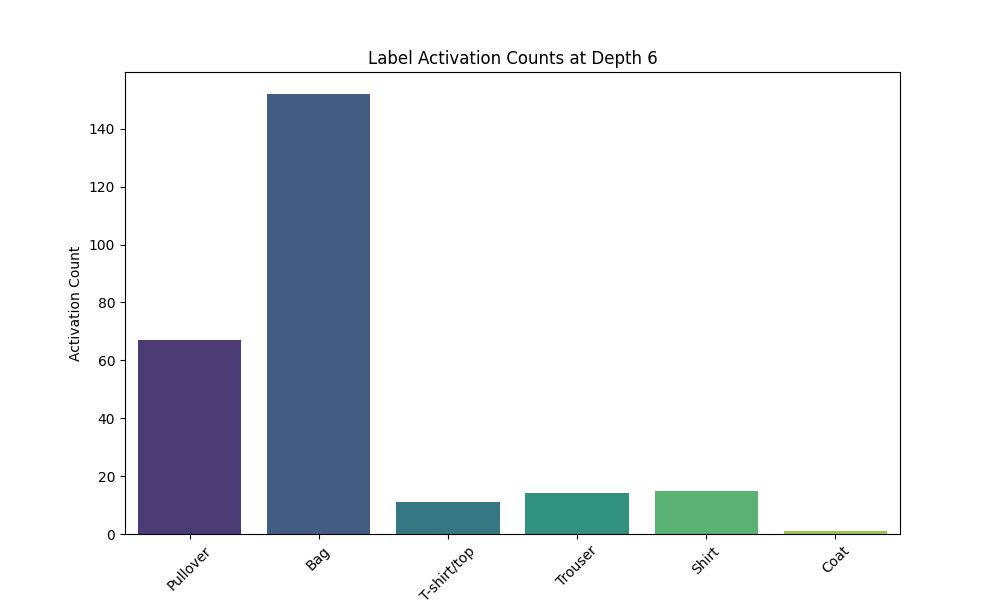 Label Activation Counts at Depth 6
Activation Count
140
120
100
80
60
40
20
0
Pullover
Bag
T-shirt/top
Trouser
Shirt
Coat